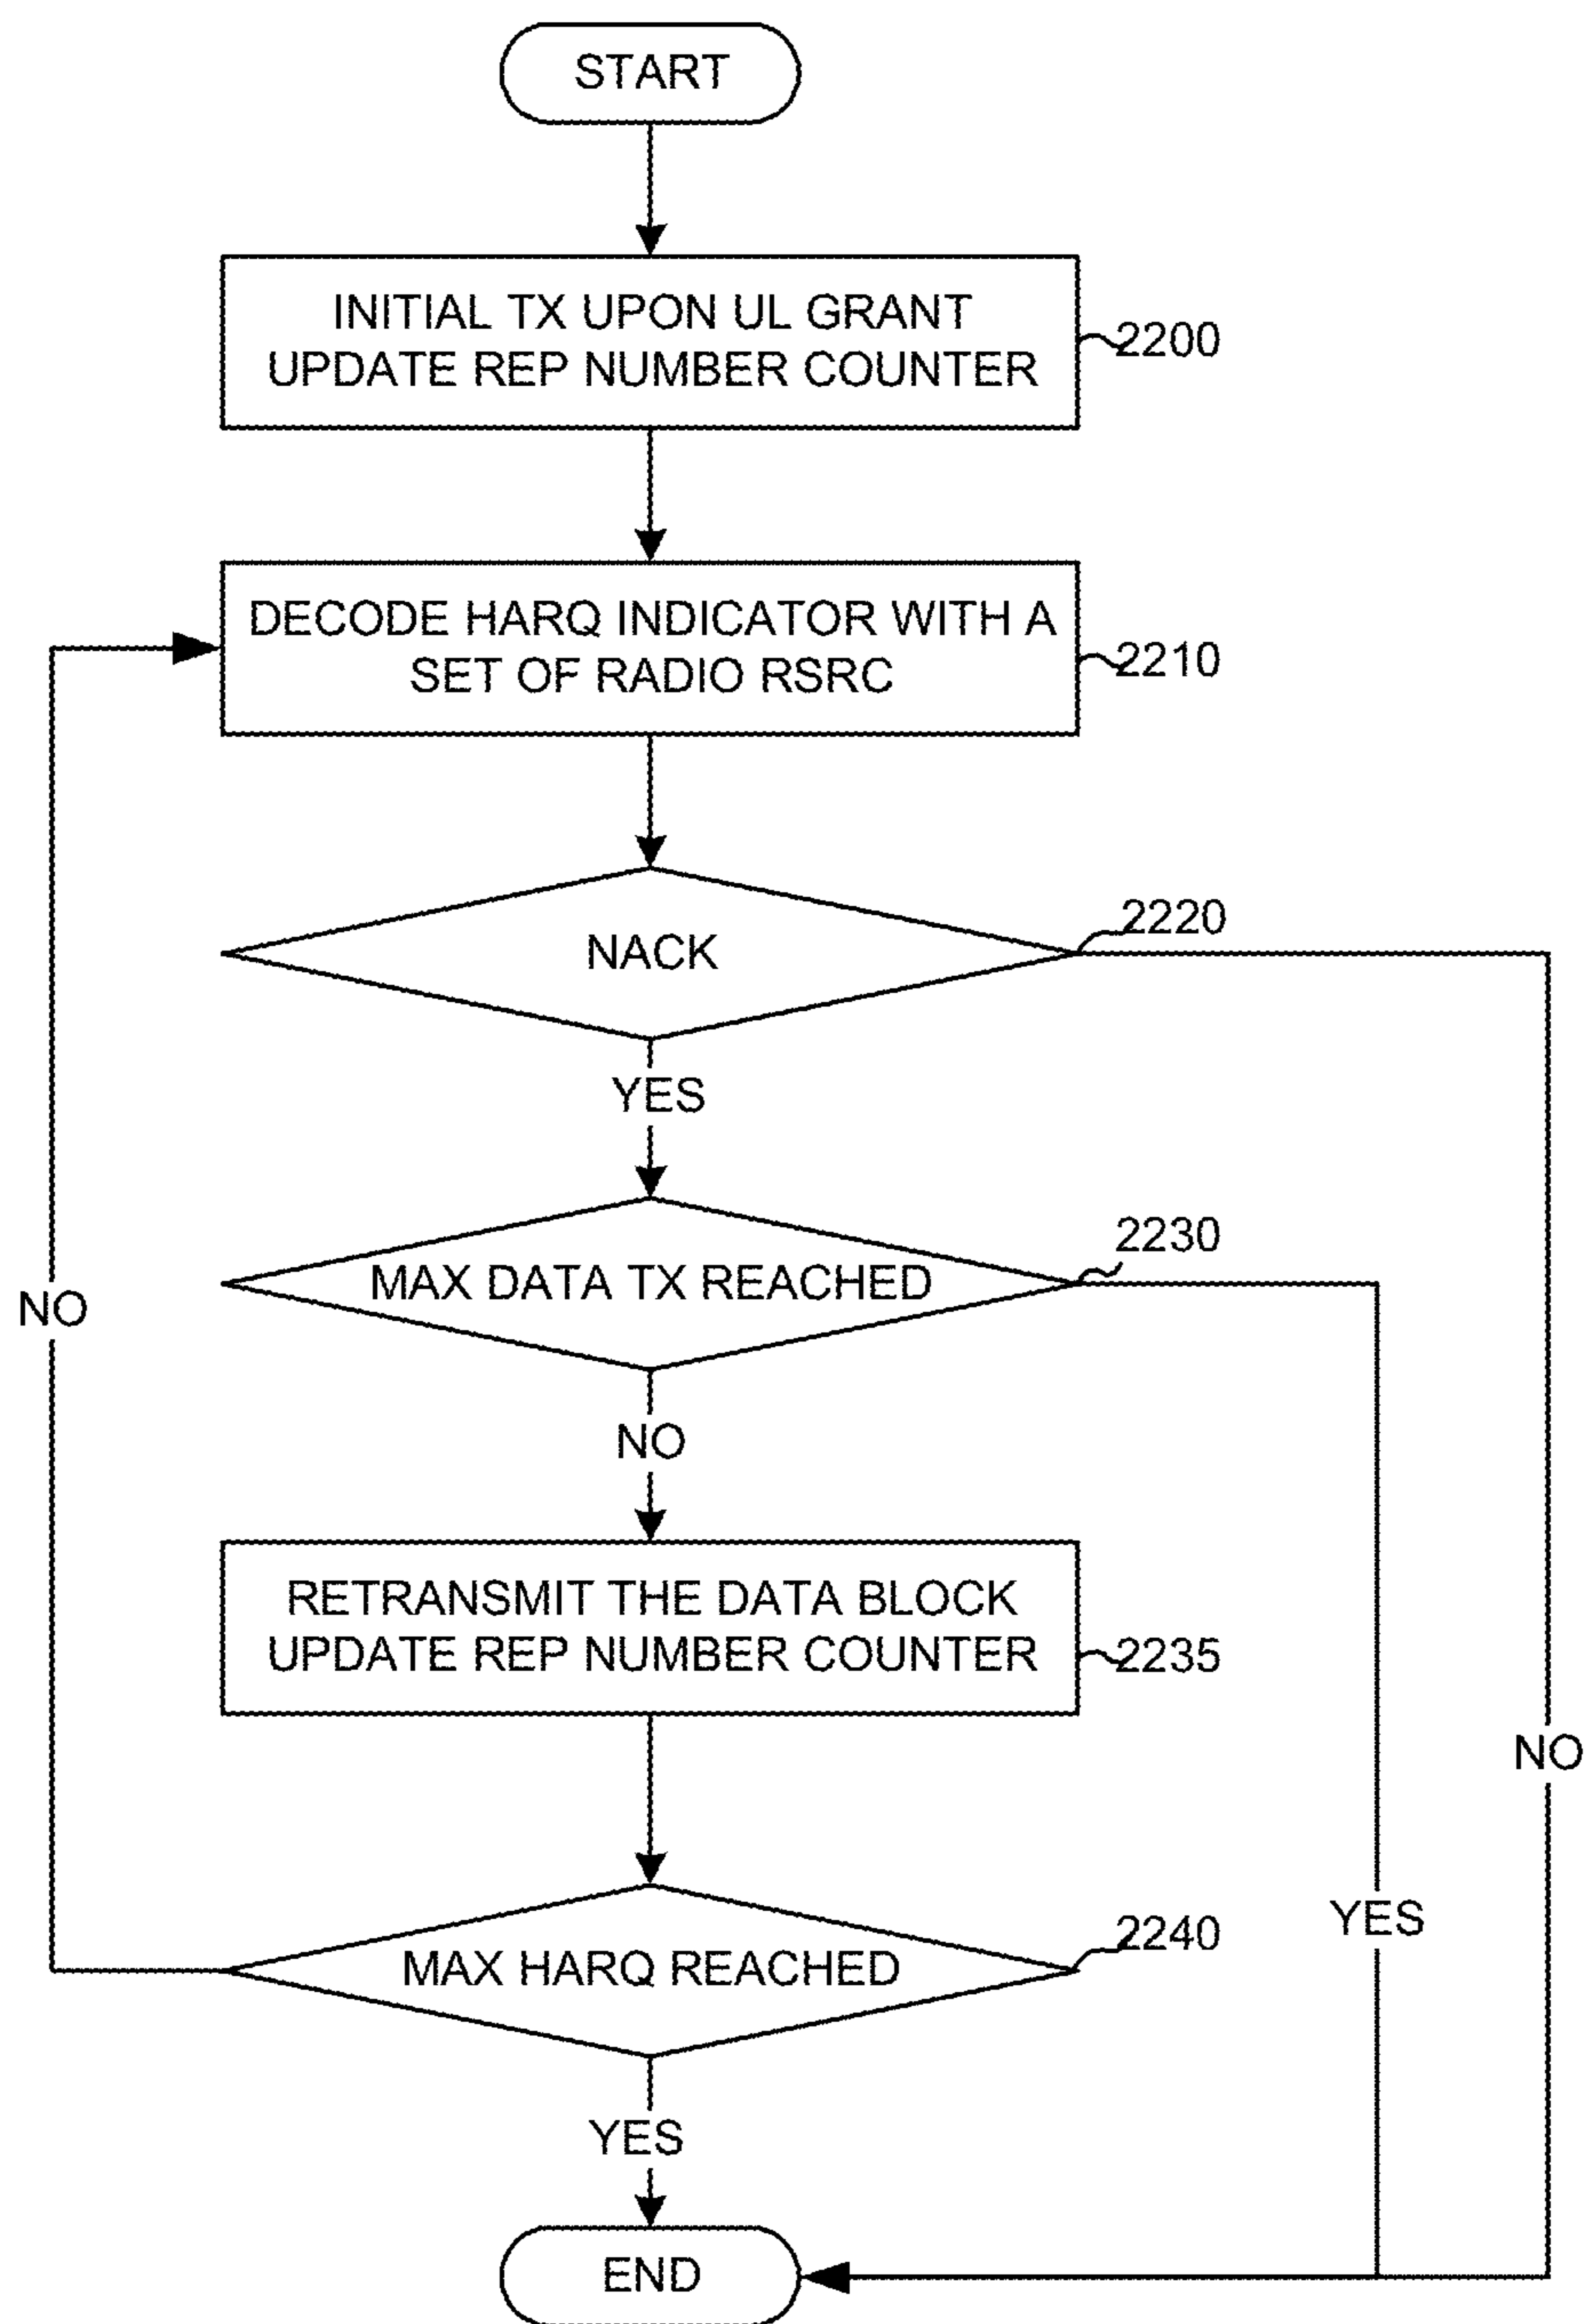 START
INITIAL TX UPON UL GRANT
UPDATE REP NUMBER COUNTER
2200
DECODE HARQ INDICATOR WITH A
SET OF RADIO RSRC
2210
NACK
2220
YES
MAX DATA TX REACHED
2230
NO
NO
RETRANSMIT THE DATA BLOCK
UPDATE REP NUMBER COUNTER
2235
NO
MAX HARQ REACHED
2240
YES
YES
END